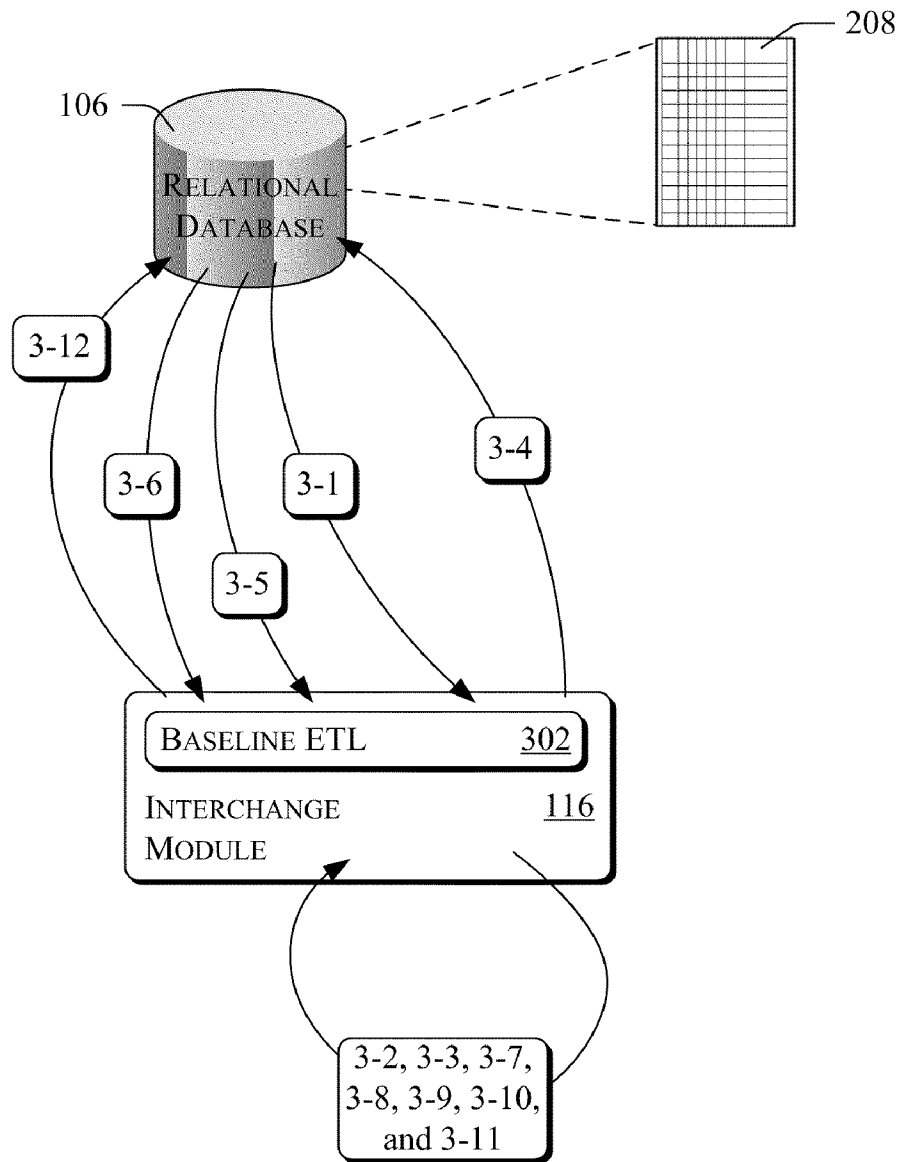 208
106
RELATIONAL
DATABASE
3-12
3-4
3-6
3-1
3-5
BASELINE ETL 302
INTERCHANGE 116
MODULE
3-2, 3-3, 3-7,
3-8, 3-9, 3-10,
and 3-11